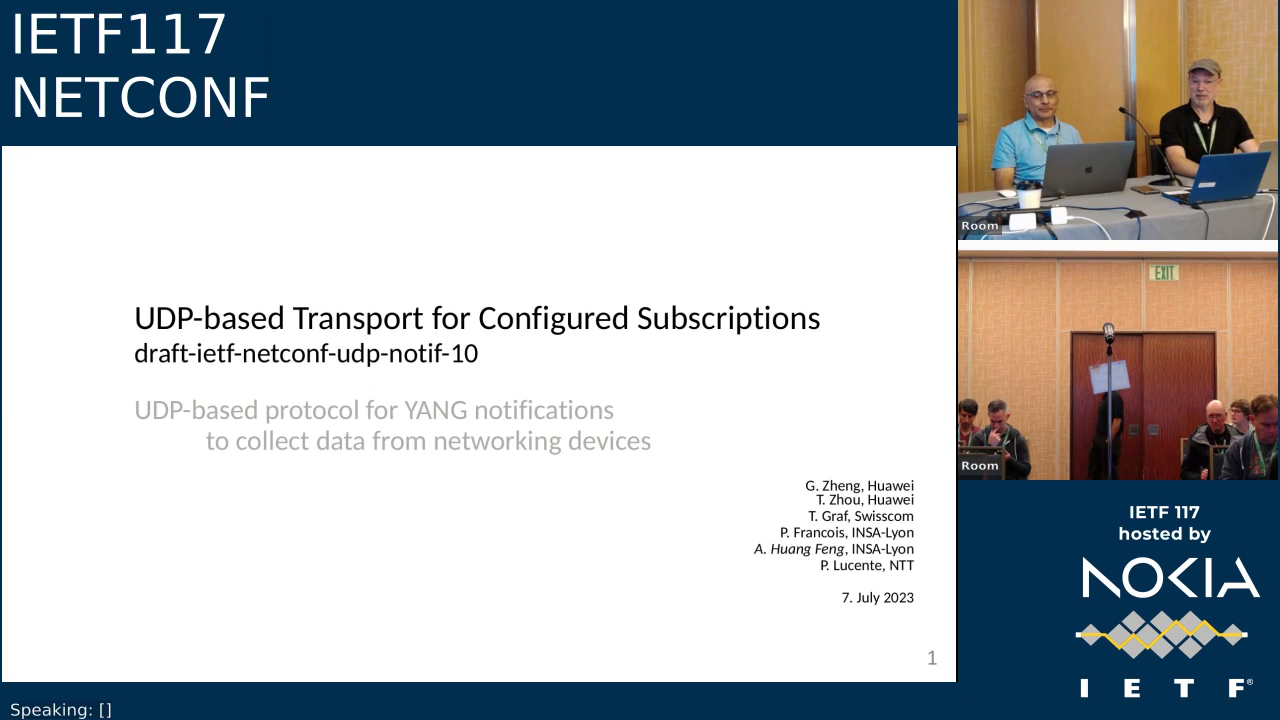 IETF117
NETCONF
UDP-based Transport for Configured Subscriptions
draft-ietf-netconf-udp-notif-10
UDP-based protocol for YANG notifications
to collect data from networking devices
G. Zheng, Huawei
T. Zhou, Huawei
T. Graf, Swisscom
P. Francois, INSA-Lyon
A. Huang Feng, INSA-Lyon
P. Lucente, NTT
7. July 2023
1
Speaking: []
Room
EXIT
Room
IETF 117
hosted by
NOKIA
I E T F®